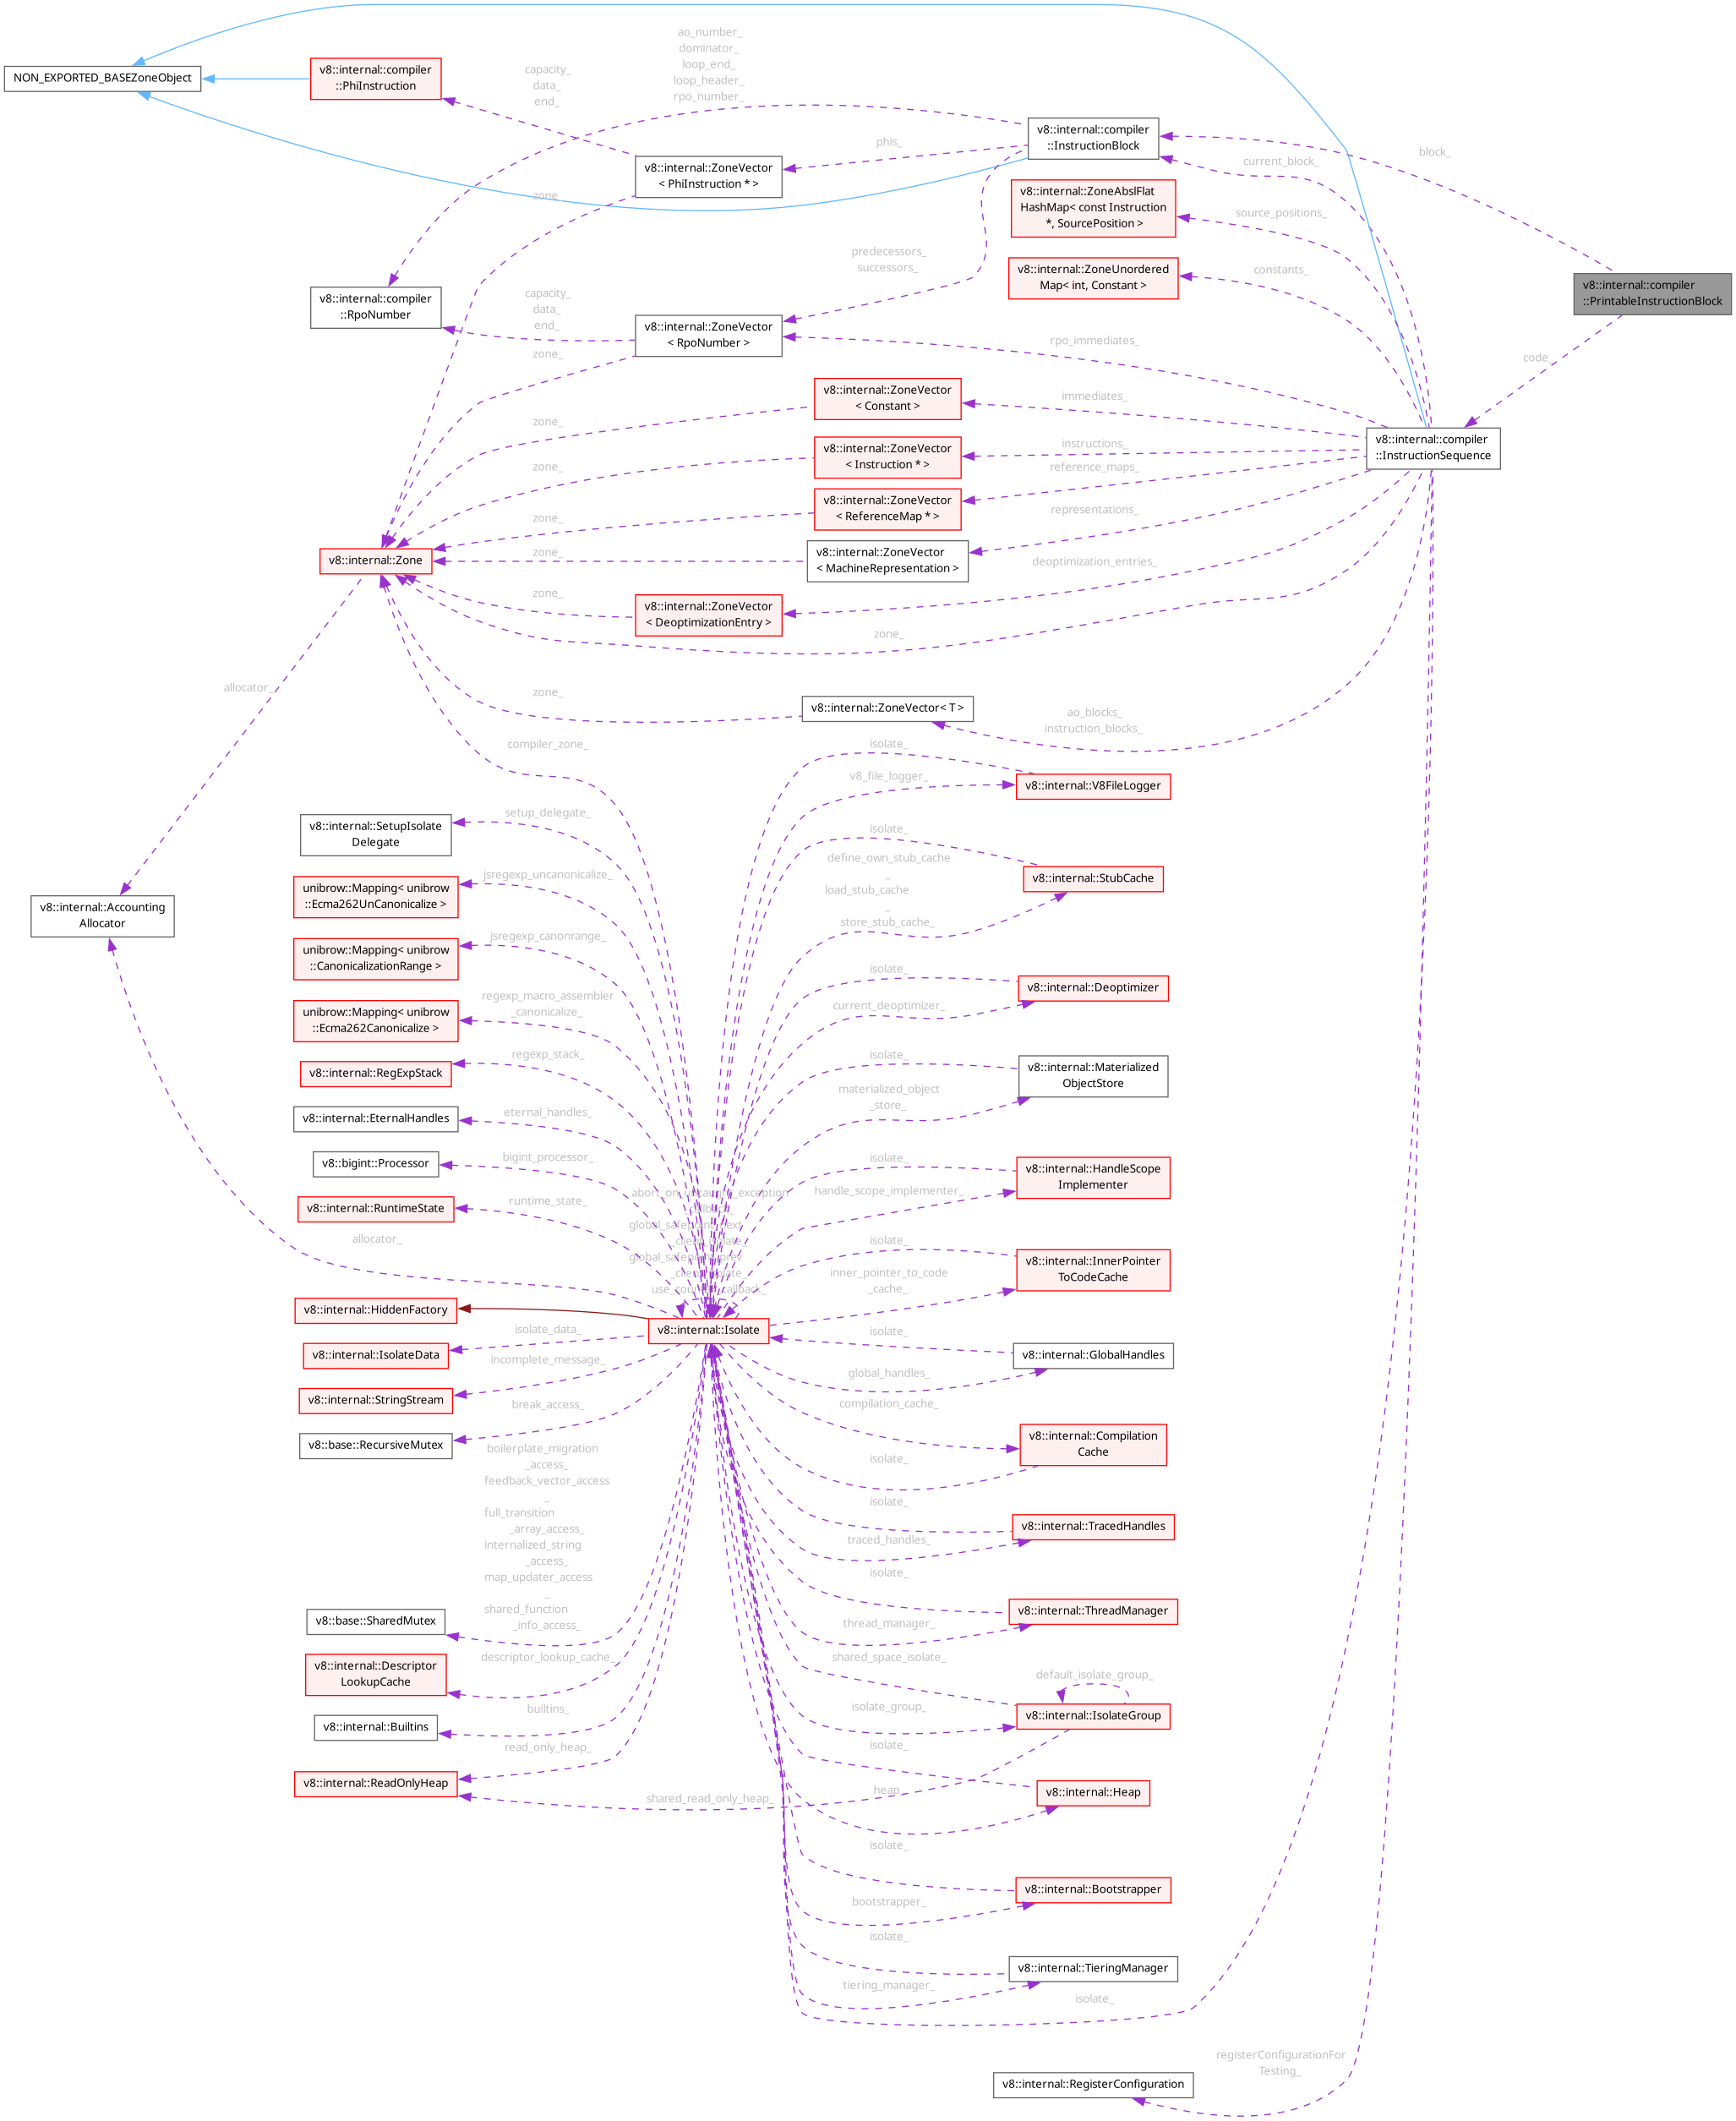 ao_number_
dominator_
loop_end_
loop_header_
rpo_number_
capacity_
data_
end_
NON_EXPORTED_BASEZoneObject
v8::internal::compiler
::PhiInstruction
phis_
v8::internal::compiler
::InstructionBlock
block_
current_block_
v8::internal::ZoneVector
< PhiInstruction * >
zone_
v8::internal::ZoneAbslFlat
HashMap< const Instruction
*, SourcePosition >
source_positions_
predecessors_
successors_
v8::internal::ZoneUnordered
Map< int, Constant >
constants_
v8::internal::compiler
::PrintableInstructionBlock
v8::internal::compiler
::RpoNumber
capacity_
data_
end_
v8::internal::ZoneVector
< RpoNumber >
rpo_immediates_
code_
zone_
v8::internal::ZoneVector
< Constant >
immediates_
zone_
v8::internal::compiler
::InstructionSequence
v8::internal::ZoneVector
< Instruction * >
instructions_
zone_
reference_maps_
v8::internal::ZoneVector
< ReferenceMap * >
zone_
representations_
v8::internal::Zone
zone_
v8::internal::ZoneVector
< MachineRepresentation >
deoptimization_entries_
zone_
v8::internal::ZoneVector
< DeoptimizationEntry >
zone_
allocator_
zone_
v8::internal::ZoneVector< T >
ao_blocks_
instruction_blocks_
compiler_zone_
isolate_
v8_file_logger_
v8::internal::V8FileLogger
setup_delegate_
v8::internal::SetupIsolate
Delegate
isolate_
define_own_stub_cache
_
load_stub_cache
_
store_stub_cache_
v8::internal::StubCache
jsregexp_uncanonicalize_
unibrow::Mapping< unibrow
::Ecma262UnCanonicalize >
v8::internal::Accounting
Allocator
jsregexp_canonrange_
unibrow::Mapping< unibrow
::CanonicalizationRange >
isolate_
v8::internal::Deoptimizer
current_deoptimizer_
regexp_macro_assembler
_canonicalize_
unibrow::Mapping< unibrow
::Ecma262Canonicalize >
regexp_stack_
v8::internal::RegExpStack
isolate_
v8::internal::Materialized
ObjectStore
materialized_object
_store_
eternal_handles_
v8::internal::EternalHandles
bigint_processor_
v8::bigint::Processor
isolate_
v8::internal::HandleScope
Implementer
handle_scope_implementer_
runtime_state_
v8::internal::RuntimeState
abort_on_uncaught_exception
_callback_
global_safepoint_next
_client_isolate_
global_safepoint_prev
_client_isolate_
use_counter_callback_
allocator_
isolate_
v8::internal::InnerPointer
ToCodeCache
inner_pointer_to_code
_cache_
v8::internal::HiddenFactory
v8::internal::Isolate
isolate_data_
v8::internal::IsolateData
isolate_
v8::internal::GlobalHandles
global_handles_
incomplete_message_
v8::internal::StringStream
break_access_
v8::base::RecursiveMutex
compilation_cache_
v8::internal::Compilation
Cache
isolate_
boilerplate_migration
_access_
feedback_vector_access
_
full_transition
_array_access_
internalized_string
_access_
map_updater_access
_
shared_function
_info_access_
v8::base::SharedMutex
isolate_
v8::internal::TracedHandles
traced_handles_
isolate_
v8::internal::ThreadManager
thread_manager_
descriptor_lookup_cache_
v8::internal::Descriptor
LookupCache
shared_space_isolate_
default_isolate_group_
isolate_group_
v8::internal::IsolateGroup
builtins_
v8::internal::Builtins
read_only_heap_
v8::internal::ReadOnlyHeap
shared_read_only_heap_
isolate_
heap_
v8::internal::Heap
isolate_
v8::internal::Bootstrapper
bootstrapper_
isolate_
v8::internal::TieringManager
tiering_manager_
isolate_
registerConfigurationFor
Testing_
v8::internal::RegisterConfiguration